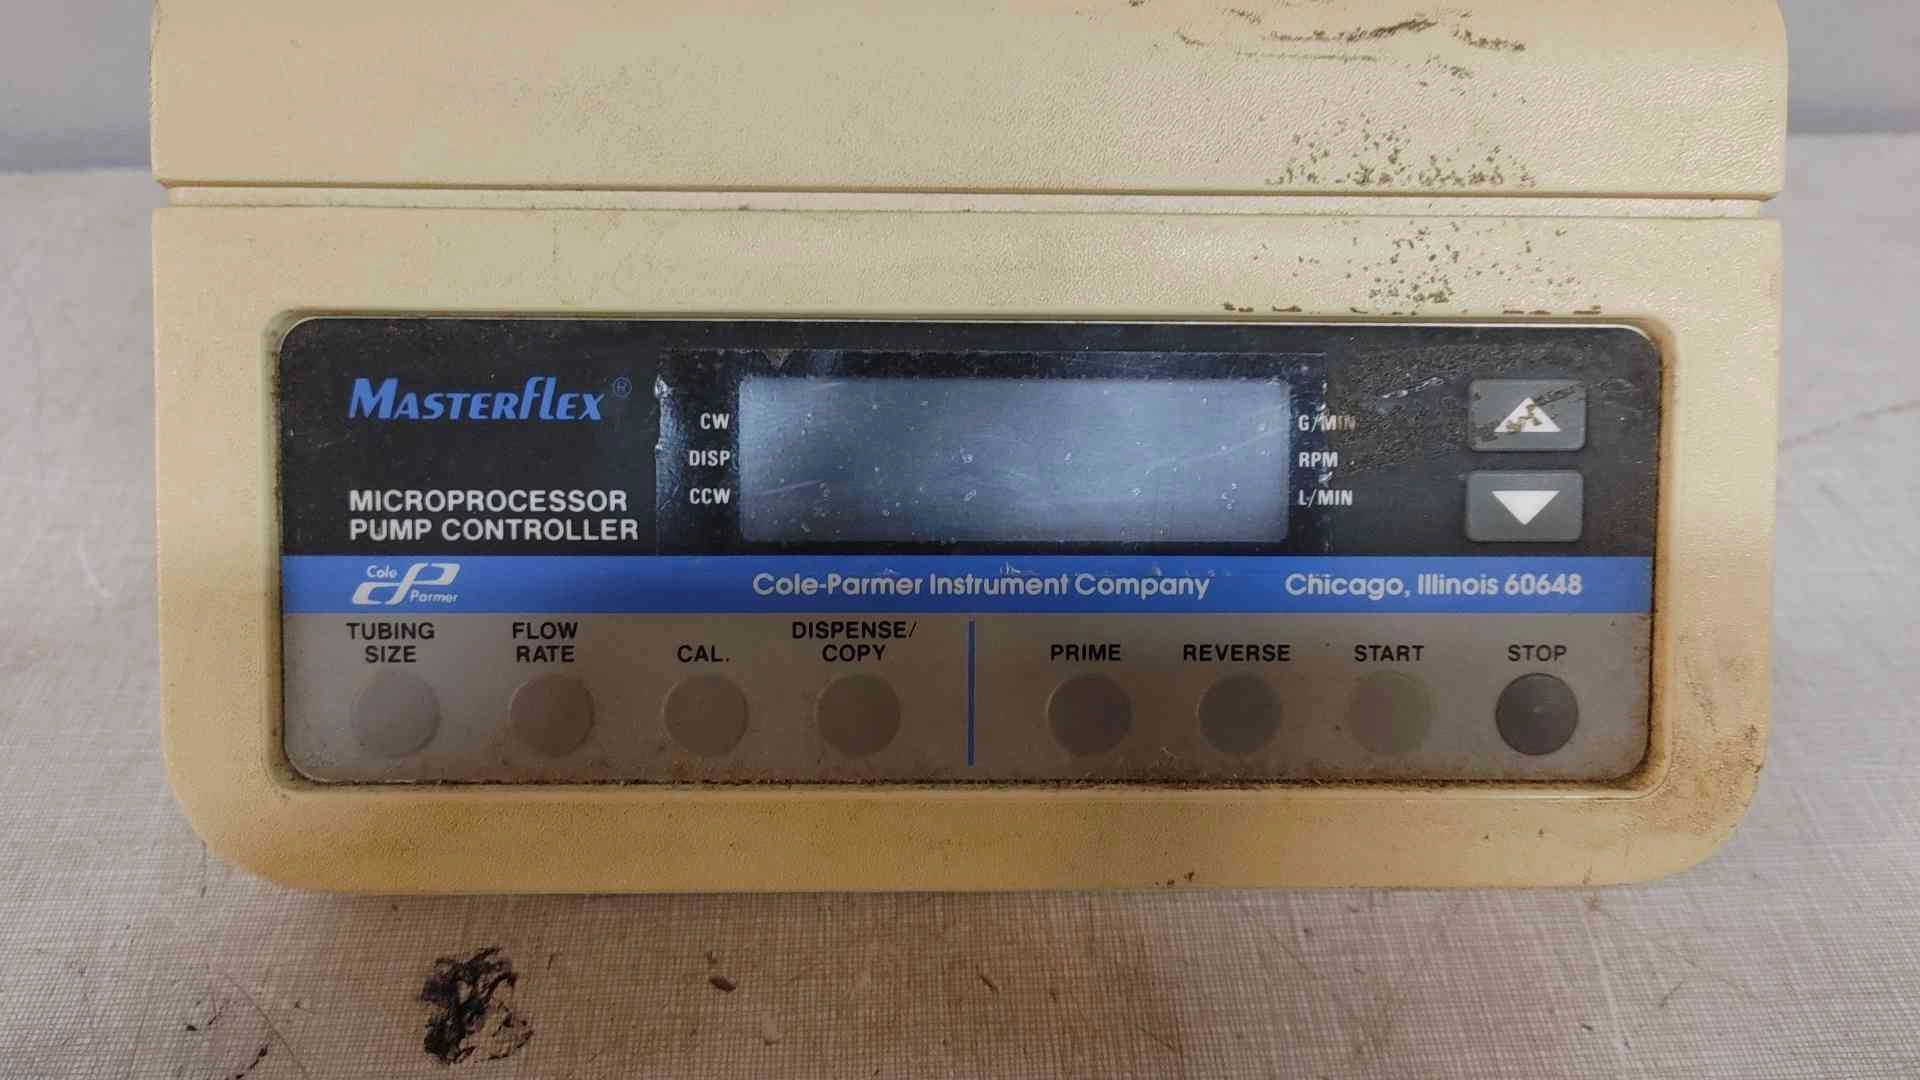 MASTERFLEX®
MICROPROCESSOR
PUMP CONTROLLER
CW
DISP
CCW
G/MIN
RPM
L/MIN
Cole
Parmer
Cole-Parmer Instrument Company
Chicago, Illinois 60648
TUBING
SIZE
FLOW
RATE
CAL.
DISPENSE/
COPY
PRIME
REVERSE
START
STOP